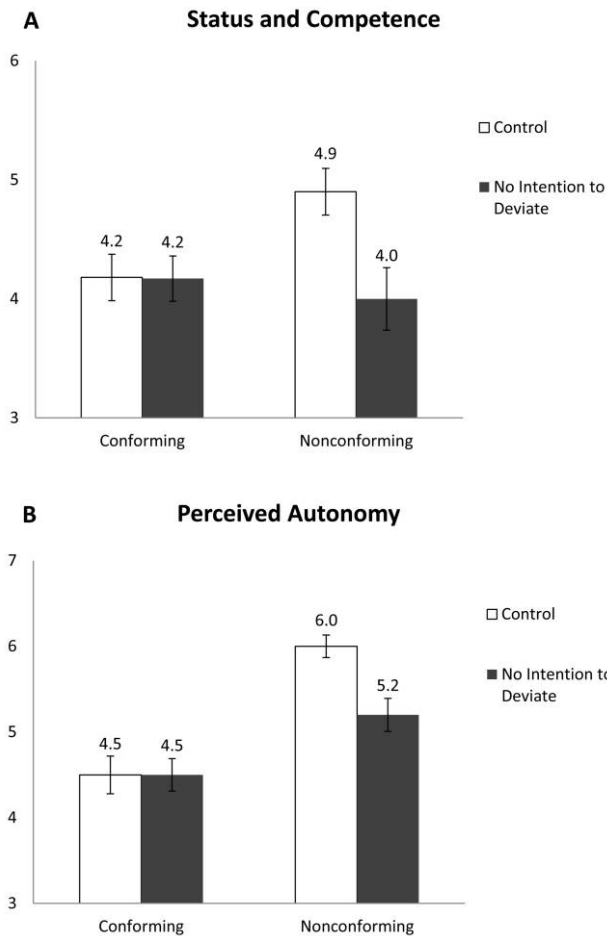 A
Status and Competence
6
5
4
3
4.2
4.2
4.9
4.0
Conforming
Nonconforming
Control
No Intention to
Deviate
B
Perceived Autonomy
7
6
5
4
3
4.5
4.5
6.0
5.2
Conforming
Nonconforming
Control
No Intention to
Deviate